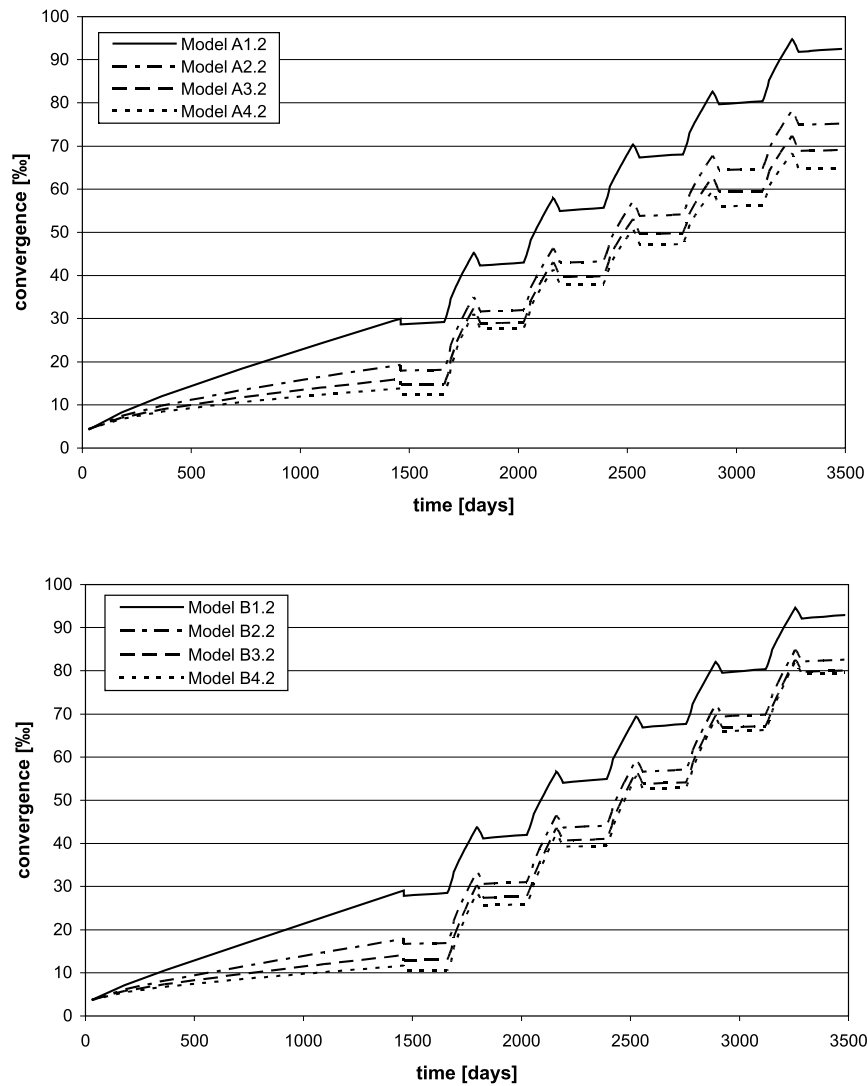 100
90
80
70
60
50
40
30
20
10
0
convergence [‰]
Model A1.2
Model A2.2
Model A3.2
Model A4.2
0 500 1000 1500 2000 2500 3000 3500
time [days]
100
90
80
70
60
50
40
30
20
10
0
convergence [‰]
Model B1.2
Model B2.2
Model B3.2
Model B4.2
0 500 1000 1500 2000 2500 3000 3500
time [days]